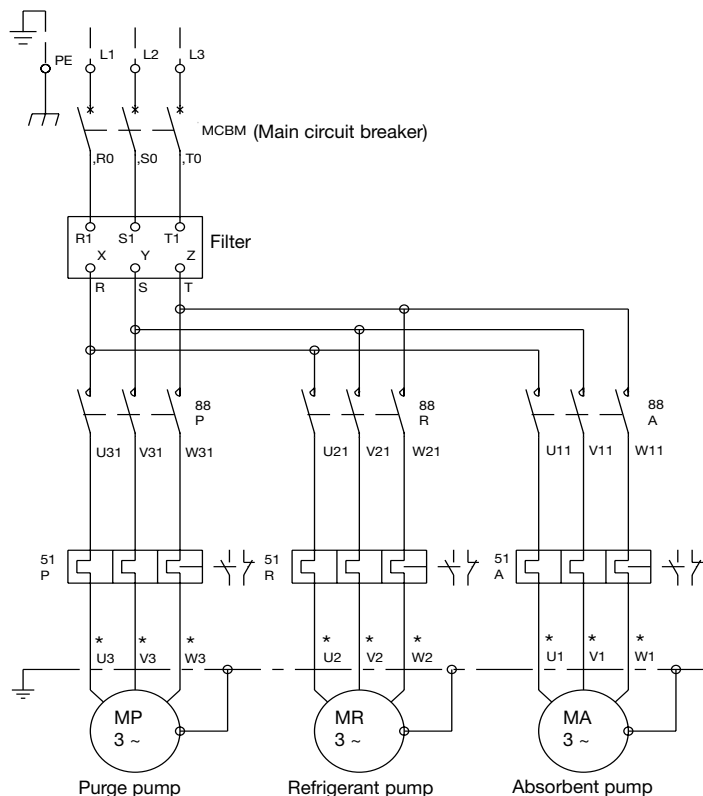 PE L1 L2 L3
MCBM (Main circuit breaker)
,R0 ,S0 ,T0
R1 S1 T1
Filter
X Y Z
R S T
88 P
88 R
88 A
U31 V31 W31
U21 V21 W21
U11 V11 W11
51 P
51 R
51 A
* * *
* * *
* * *
U3 V3 W3
U2 V2 W2
U1 V1 W1
MP
3 ~
MR
3 ~
MA
3 ~
Purge pump
Refrigerant pump
Absorbent pump